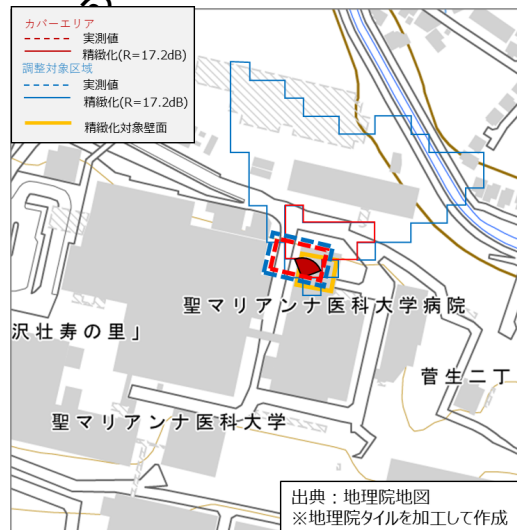 カバーエリア
実測値
精緻化(R=17.2dB)
調整対象区域
実測値
精緻化(R=17.2dB)
精緻化対象壁面
聖マリアンナ医科大学病院
沢壮寿の里」
菅生二丁
聖マリアンナ医科大学
出典：地理院地図
※地理院タイルを加工して作成